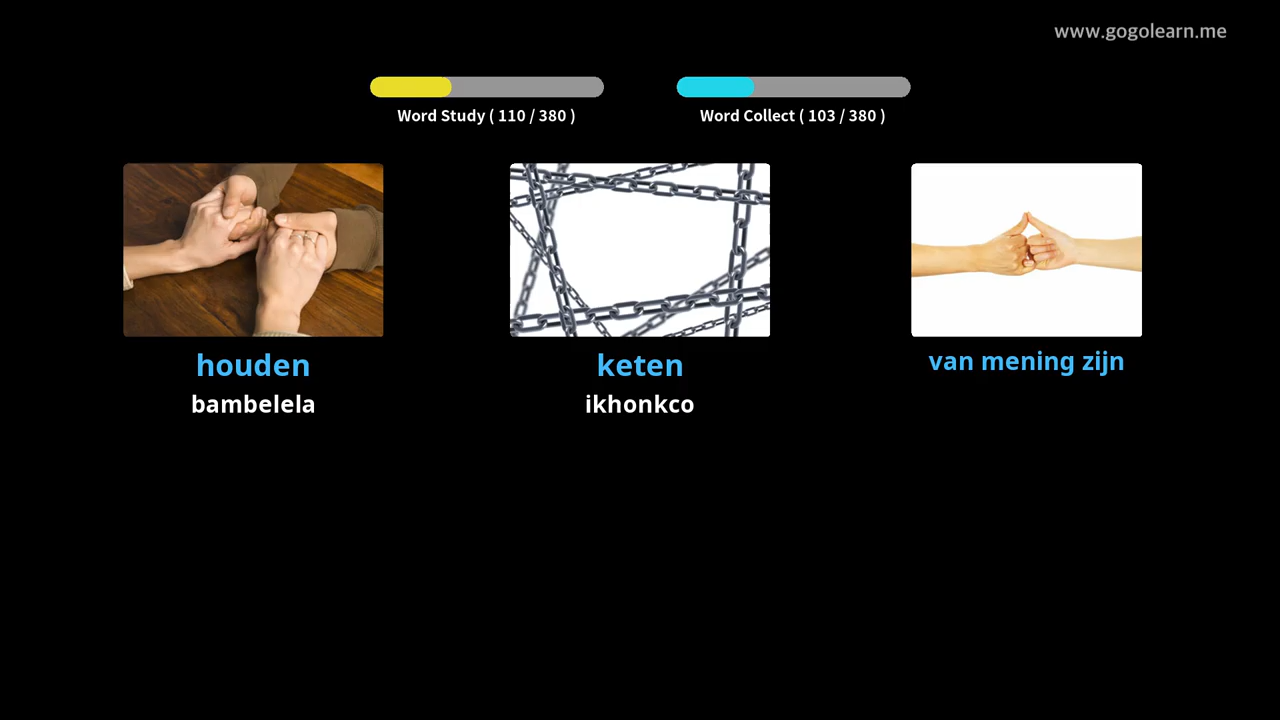 www.gogolearn.me
Word Study ( 110 / 380 )
Word Collect ( 103 / 380 )
houden
bambelela
keten
ikhonkco
van mening zijn